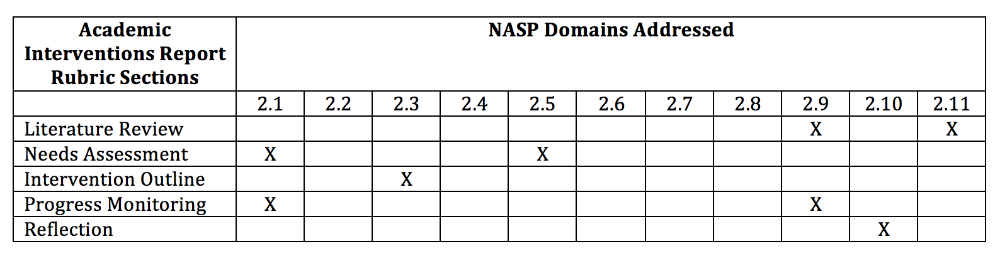 Academic
Interventions Report
Rubric Sections
NASP Domains Addressed
2.1 2.2 2.3 2.4 2.5 2.6 2.7 2.8 2.9 2.10 2.11
Literature Review X X
Needs Assessment X X
Intervention Outline X
Progress Monitoring X X
Reflection X